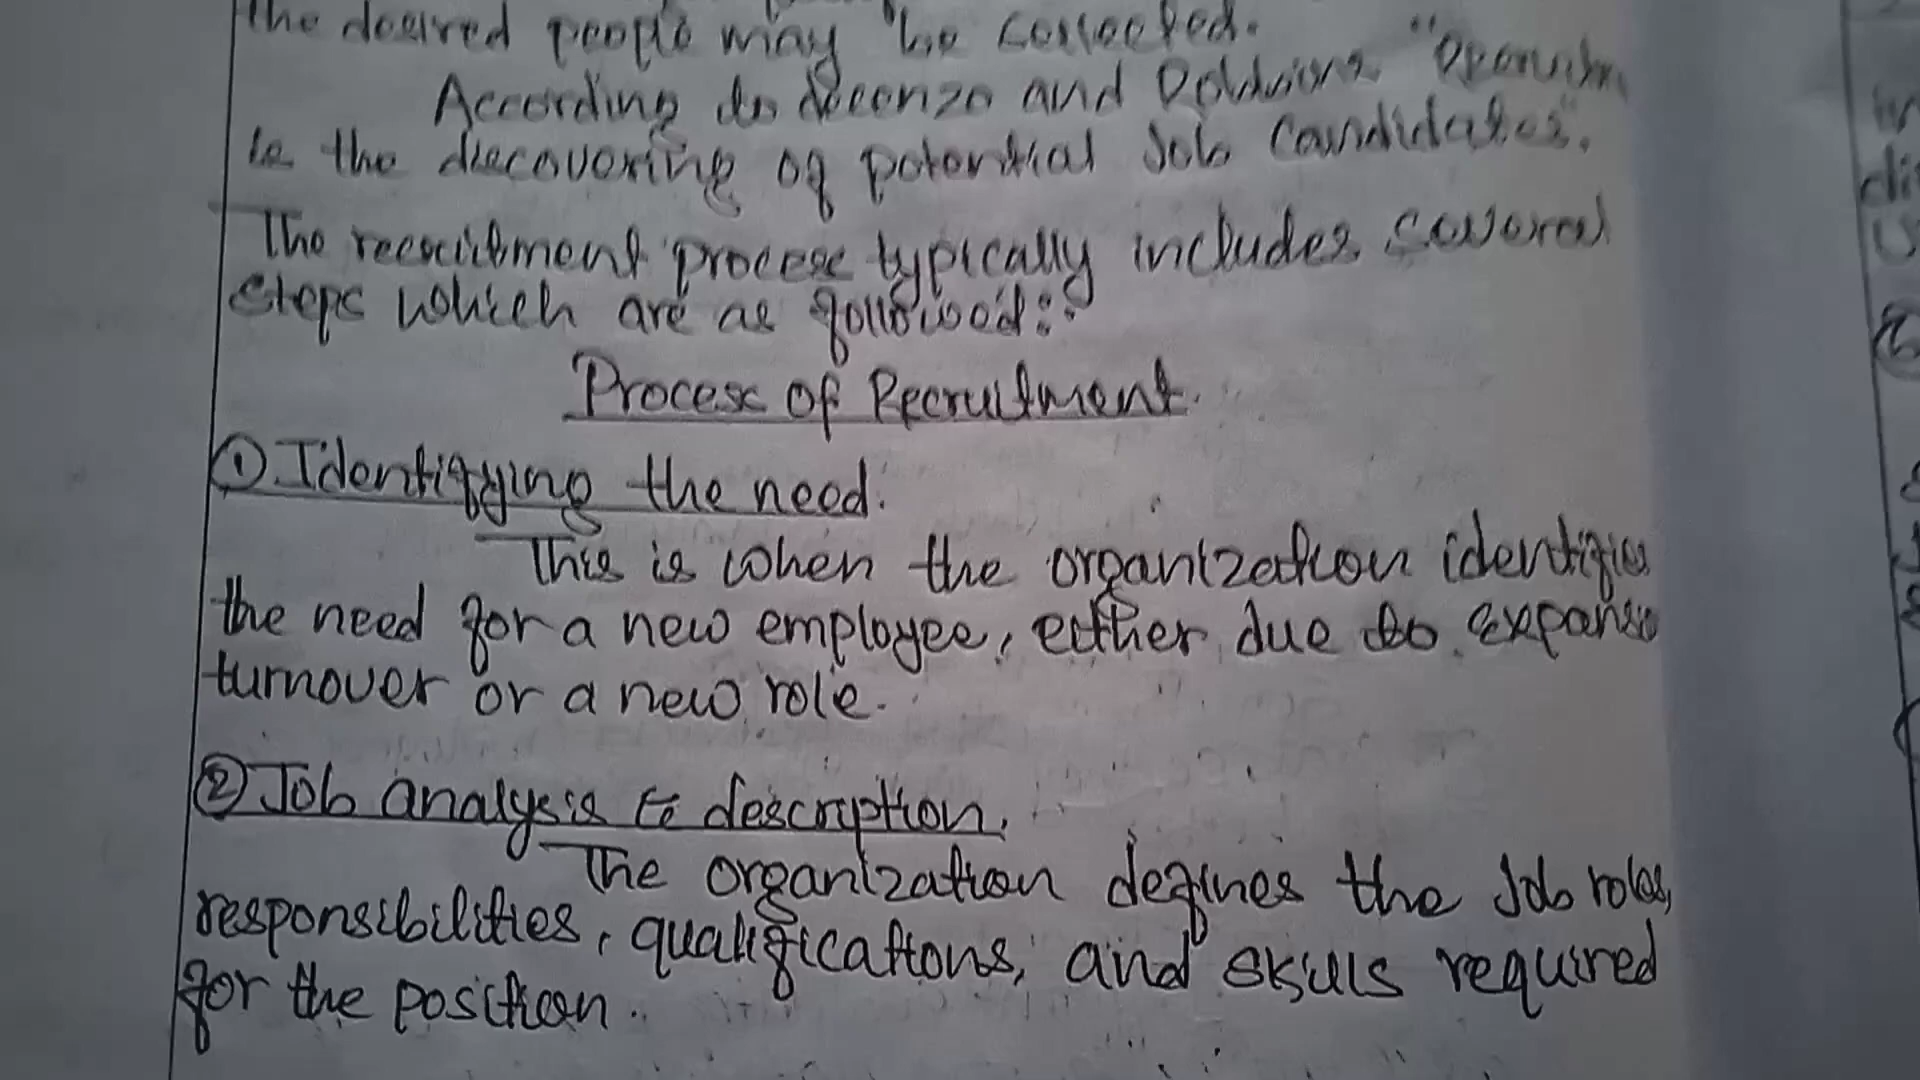 the desired people may be selected.
According to Decenzo and Robbins "
is the discovering of potential Job candidates".
The recruitment process typically includes several
steps which are as followed:-
Process of Recruitment.
① Identifying the need.
This is when the organization identifies
the need for a new employee, either due to expansio
turnover or a new role.
② Job analysis & description.
The organization defines the Job roles,
responsibilities, qualifications, and skills required
for the position.